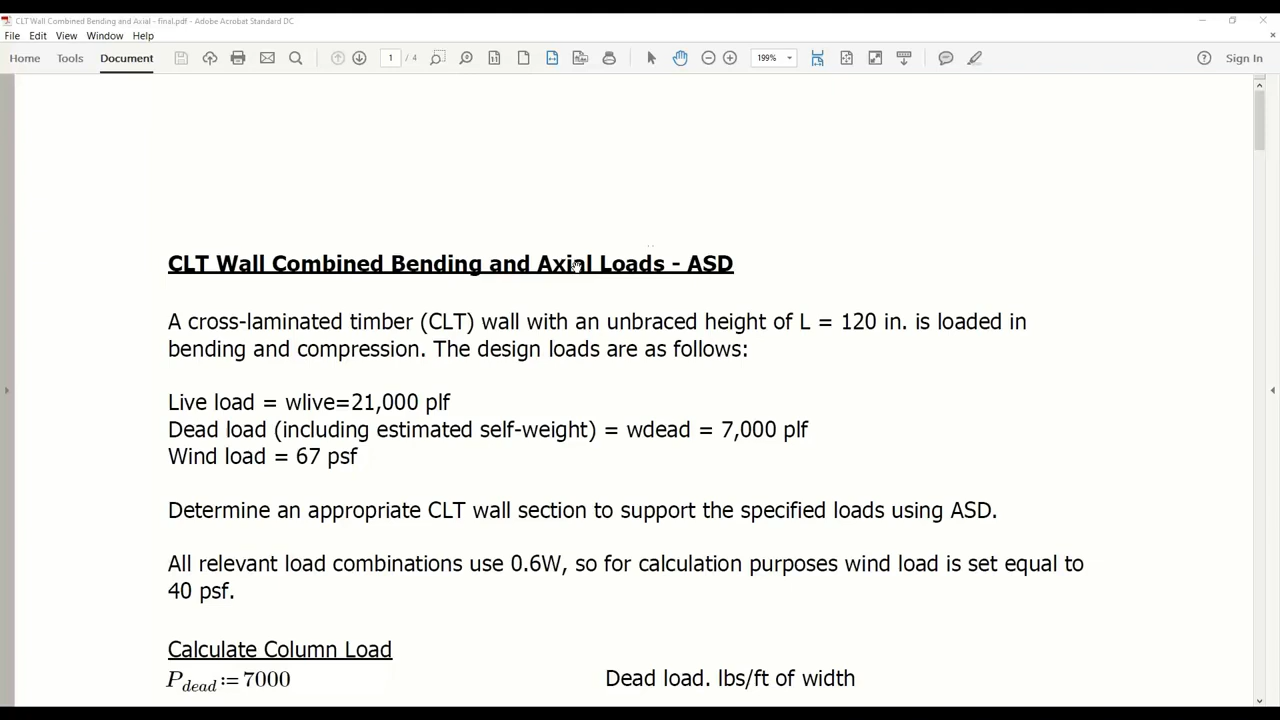 CLT Wall Combined Bending and Axial - final.pdf - Adobe Acrobat Standard DC
File Edit View Window Help
Home Tools Document 1 / 4 199% Sign In
CLT Wall Combined Bending and Axial Loads - ASD
A cross-laminated timber (CLT) wall with an unbraced height of L = 120 in. is loaded in
bending and compression. The design loads are as follows:
Live load = wlive=21,000 plf
Dead load (including estimated self-weight) = wdead = 7,000 plf
Wind load = 67 psf
Determine an appropriate CLT wall section to support the specified loads using ASD.
All relevant load combinations use 0.6W, so for calculation purposes wind load is set equal to
40 psf.
Calculate Column Load
P_dead := 7000 Dead load. lbs/ft of width